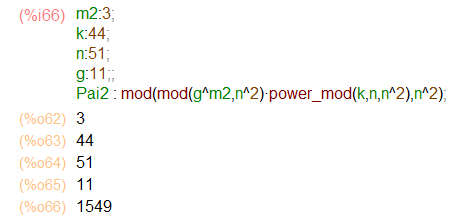 (%i66) m2:3;
k:44;
n:51;
g:11;;
Pai2 : mod(mod(g^m2,n^2)·power_mod(k,n,n^2),n^2);
(%o62) 3
(%o63) 44
(%o64) 51
(%o65) 11
(%o66) 1549